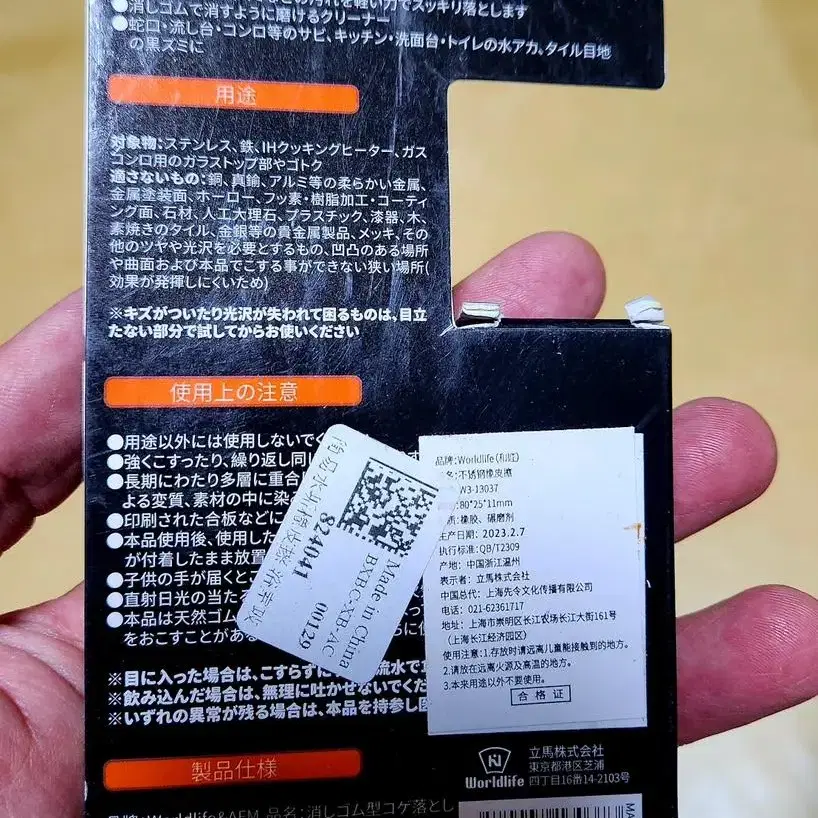 の汚れを軽い力でスッキリ落とします
●消しゴムで消すように磨けるクリーナー
●蛇口・流し台・コンロ等のサビ、キッチン・洗面台・トイレの水アカ、タイル目地
の黒ズミに
用途
対象物:ステンレス、鉄、IHクッキングヒーター、ガス
コンロ用のガラストップ部やゴトク
適さないもの:銅、真鍮、アルミ等の柔らかい金属、
金属塗装面、ホーロー、フッ素・樹脂加工・コーティ
ング面、石材、人工大理石、プラスチック、漆器、木、
素焼きのタイル、金銀等の貴金属製品、メッキ、その
他のツヤや光沢を必要とするもの、凹凸のある場所
や曲面および本品でこする事ができない狭い場所(
効果が発揮しにくいため)
※キズがついたり光沢が失われて困るものは、目立
たない部分で試してからお使いください
使用上の注意
●用途以外には使用しないでく
●強くこすったり、繰り返し同し
●長期にわたり多層に重合
よる変質、素材の中に染
●印刷された合板などに
●本品使用後、使用した
が付着したまま放置
●子供の手が届くとこ
●直射日光の当たる
●本品は天然ゴム
をおこすことがあ
※目に入った場合は、こすらずに
流水で
※飲み込んだ場合は、無理に吐かせないでくだ
※いずれの異常が残る場合は、本品を持参し
824041
00129
BXBC-XB-AC
Made in China
品牌:Worldlife(和匠)
名:不锈钢橡皮擦
W3-13037
80*25*11mm
质:橡胶、碾磨剂
生产日期:2023.2.7
执行标准:QB/T2309
产地: 中国浙江温州
表示者: 立馬株式会社
中国总代: 上海先令文化传播有限公司
电话: 021-62361717
地址: 上海市崇明区长江农场长江大街161号
(上海长江经济园区)
使用注意:1.存放时请远离儿童能接触到的地方。
2.请放在远离火源及高温的地方。
3.本来用途以外不要使用。
合格证
製品仕様
Worldlife
立馬株式会社
東京都港区芝浦
四丁目16番14-2103号
品名:消しゴム型コゲ落とし